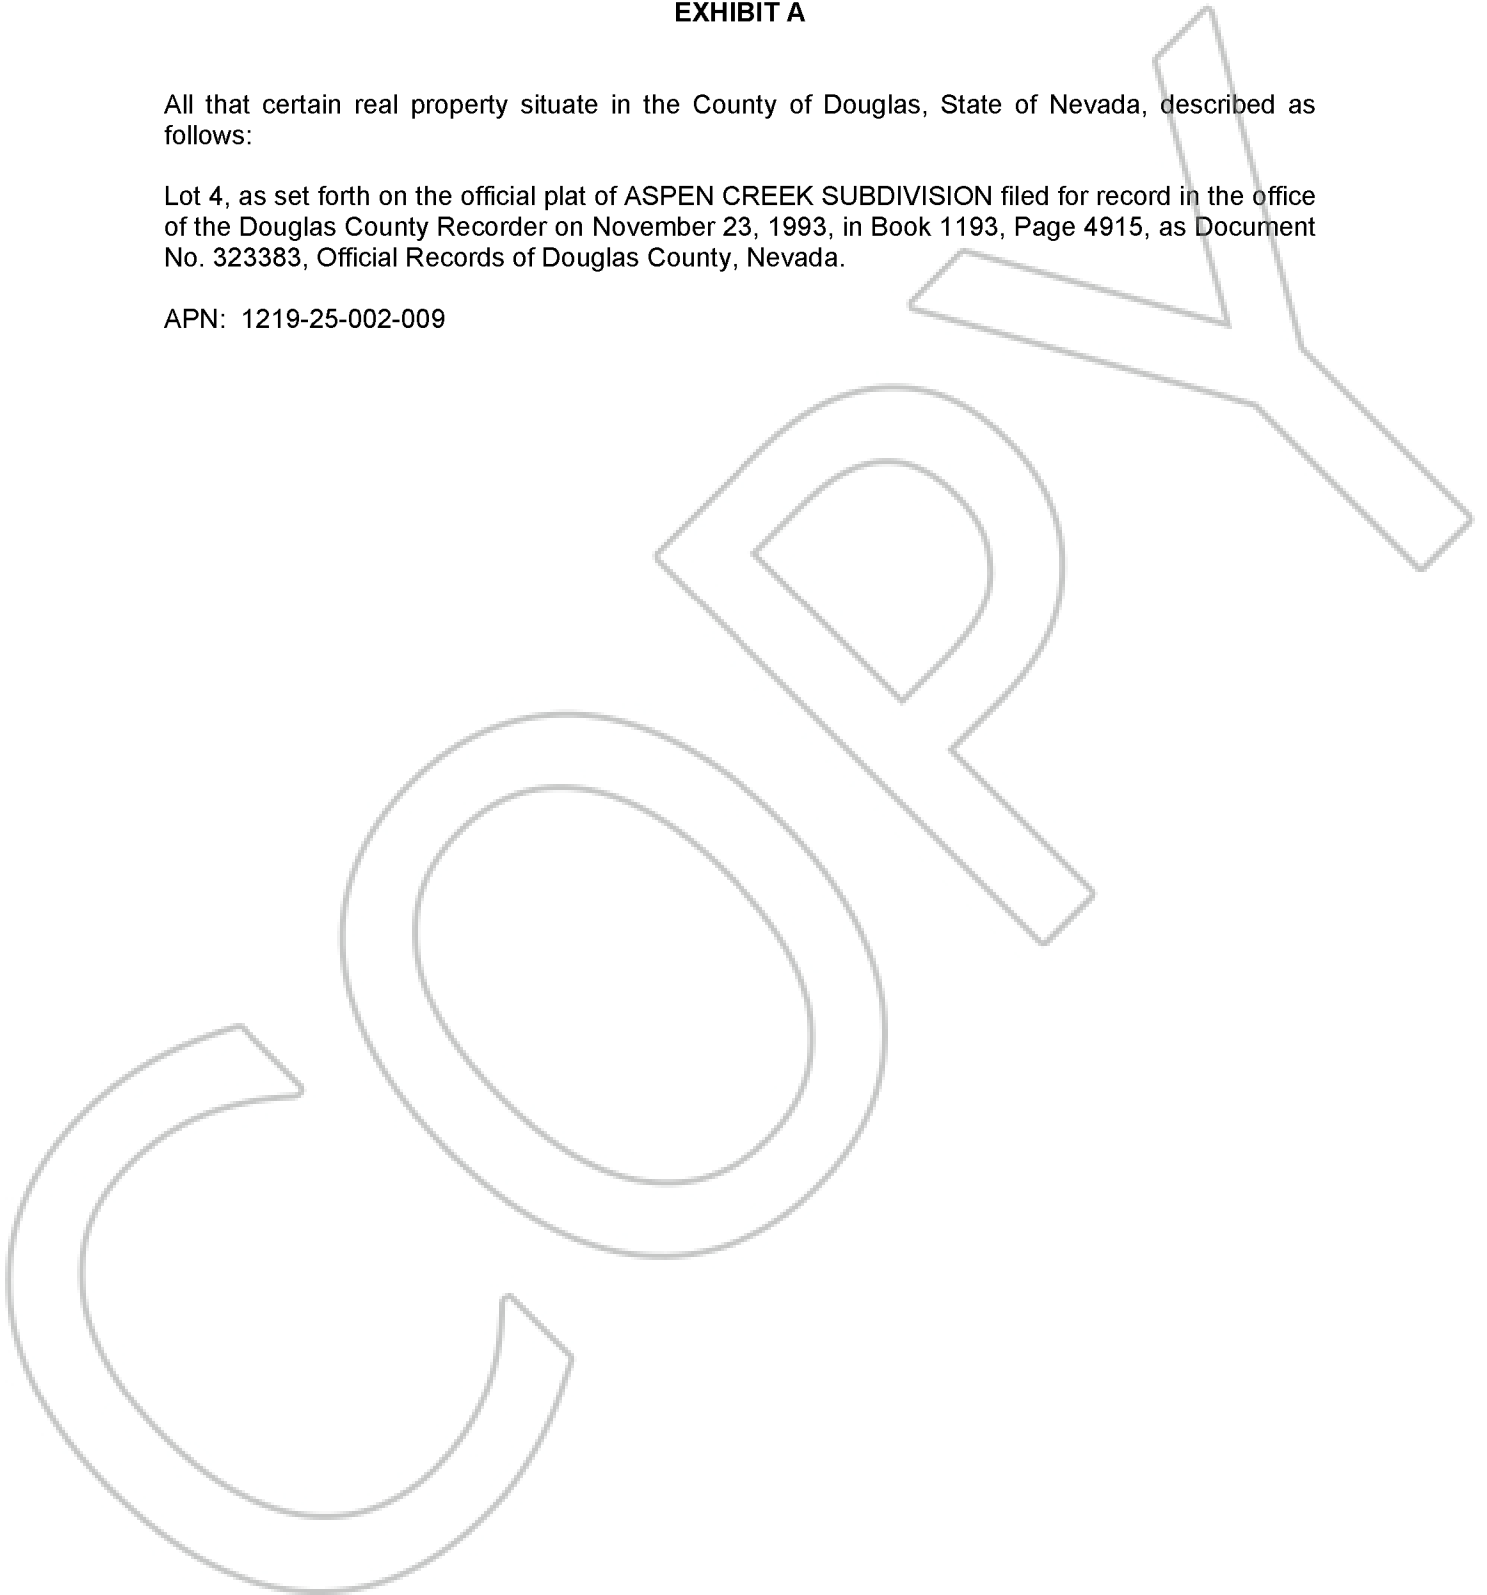 EXHIBIT A
All that certain real property situate in the County of Douglas, State of Nevada, described as
follows:
Lot 4, as set forth on the official plat of ASPEN CREEK SUBDIVISION filed for record in the office
of the Douglas County Recorder on November 23, 1993, in Book 1193, Page 4915, as Document
No. 323383, Official Records of Douglas County, Nevada.
APN:  1219-25-002-009
COPY